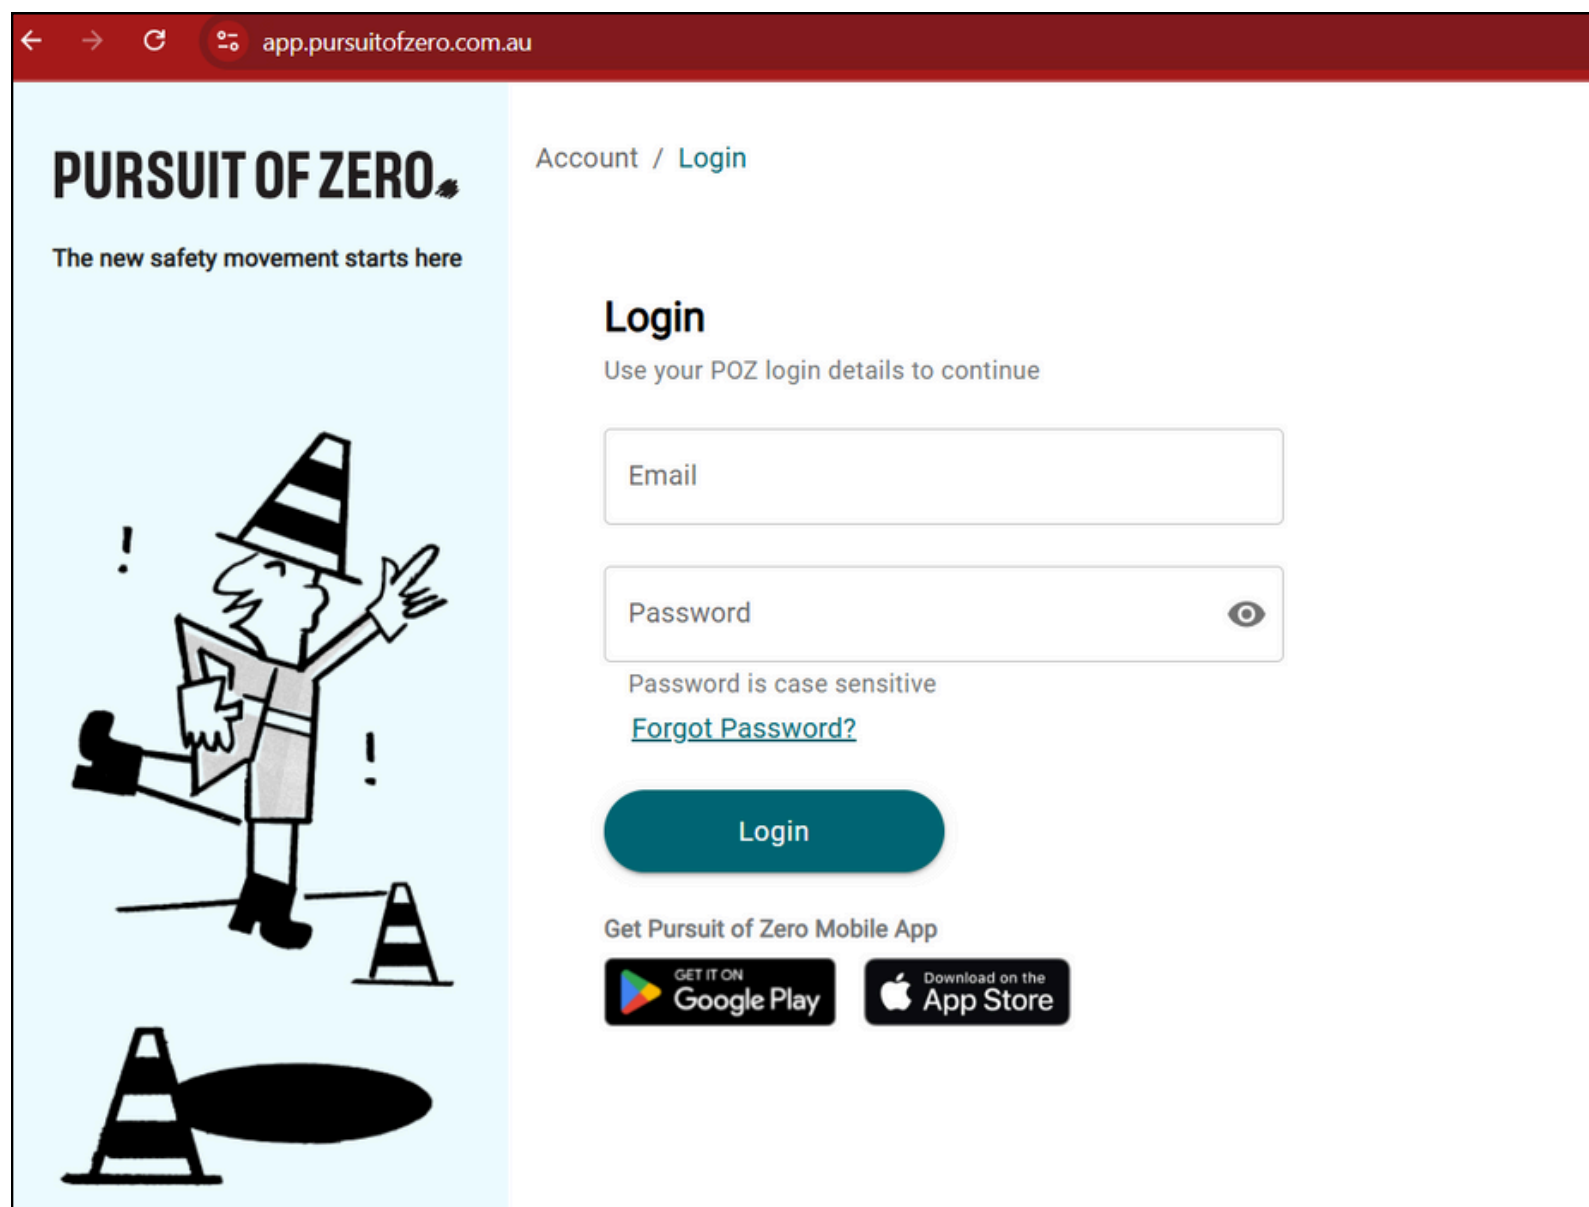 app.pursuitofzero.com.au
PURSUIT OF ZERO.
The new safety movement starts here
!
!
Account / Login
Login
Use your POZ login details to continue
Email
Password
Password is case sensitive
Forgot Password?
Login
Get Pursuit of Zero Mobile App
GET IT ON
Google Play
Download on the
App Store